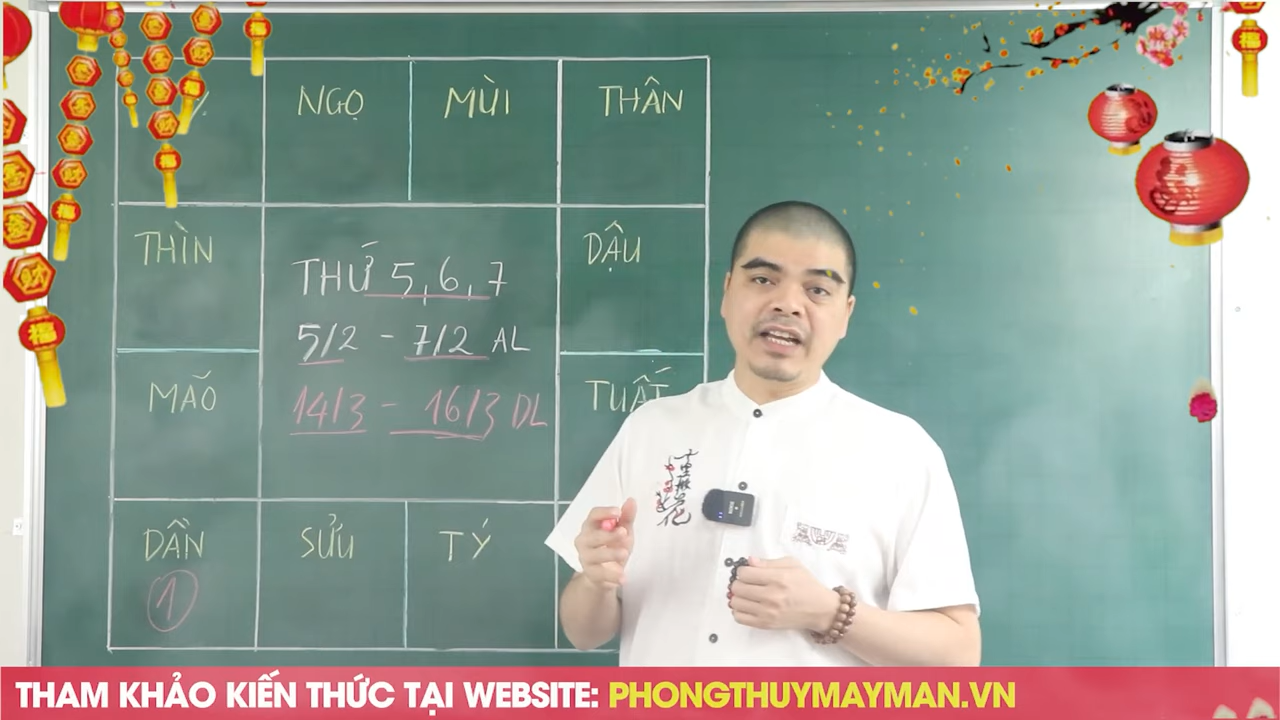 NGỌ MÙI THÂN
THÌN DẬU
THỨ 5,6,7
5/2 - 7/2 AL
MÃO TUẤT
14/3 - 16/3 DL
DẦN SỬU TÝ
1
THAM KHẢO KIẾN THỨC TẠI WEBSITE: PHONGTHUYMAYMAN.VN